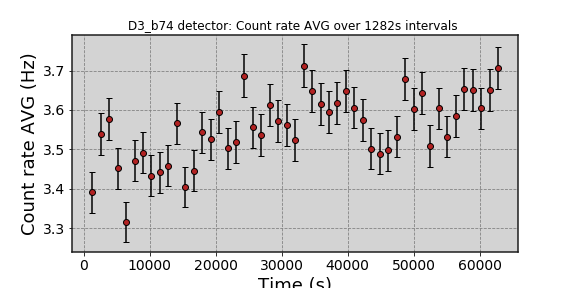 D3_b74 detector: Count rate AVG over 1282s intervals
Count rate AVG (Hz)
3.7
3.6
3.5
3.4
3.3
0 10000 20000 30000 40000 50000 60000
Time (s)